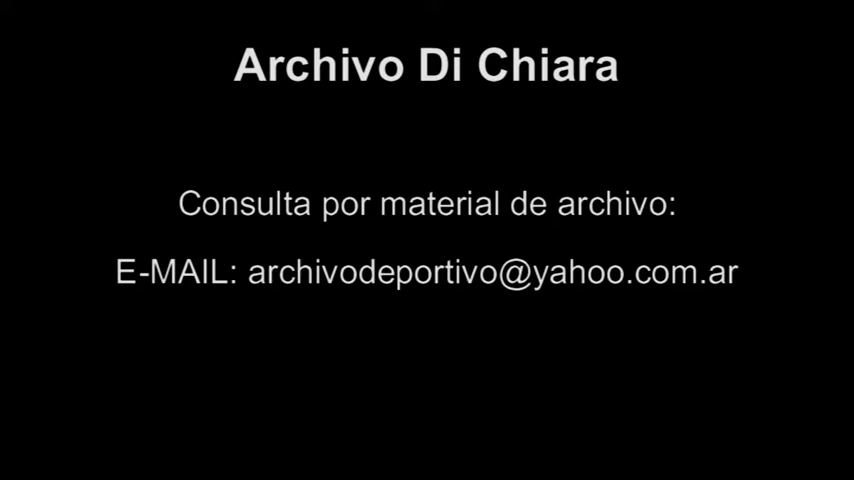 Archivo Di Chiara
Consulta por material de archivo:
E-MAIL: archivodeportivo@yahoo.com.ar